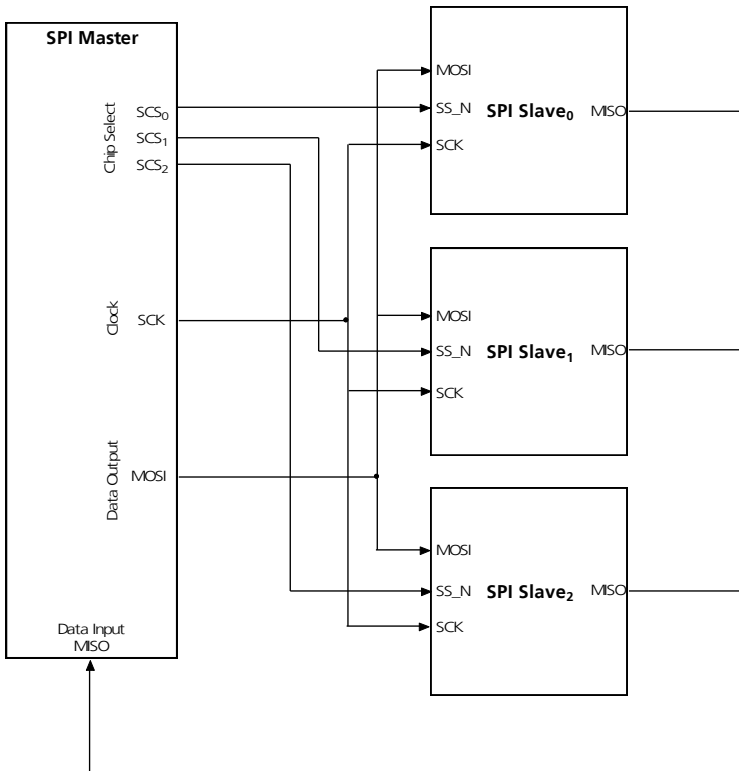 SPI Master
Chip Select
SCS₀
SCS₁
SCS₂
Clock
SCK
Data Output
MOSI
Data Input
MISO
MOSI
SS_N
SCK
SPI Slave₀
MISO
MOSI
SS_N
SCK
SPI Slave₁
MISO
MOSI
SS_N
SCK
SPI Slave₂
MISO